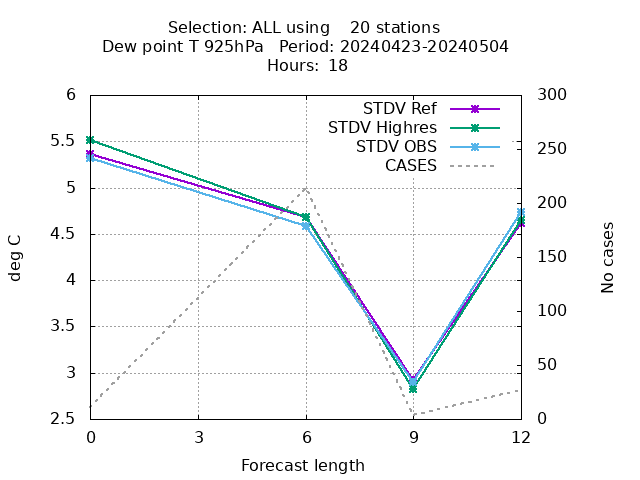 Selection: ALL using    20 stations
Dew point T 925hPa   Period: 20240423-20240504
Hours:  18
STDV Ref
STDV Highres
STDV OBS
CASES
6
5.5
5
4.5
4
3.5
3
2.5
300
250
200
150
100
50
0
deg C
No cases
0 3 6 9 12
Forecast length